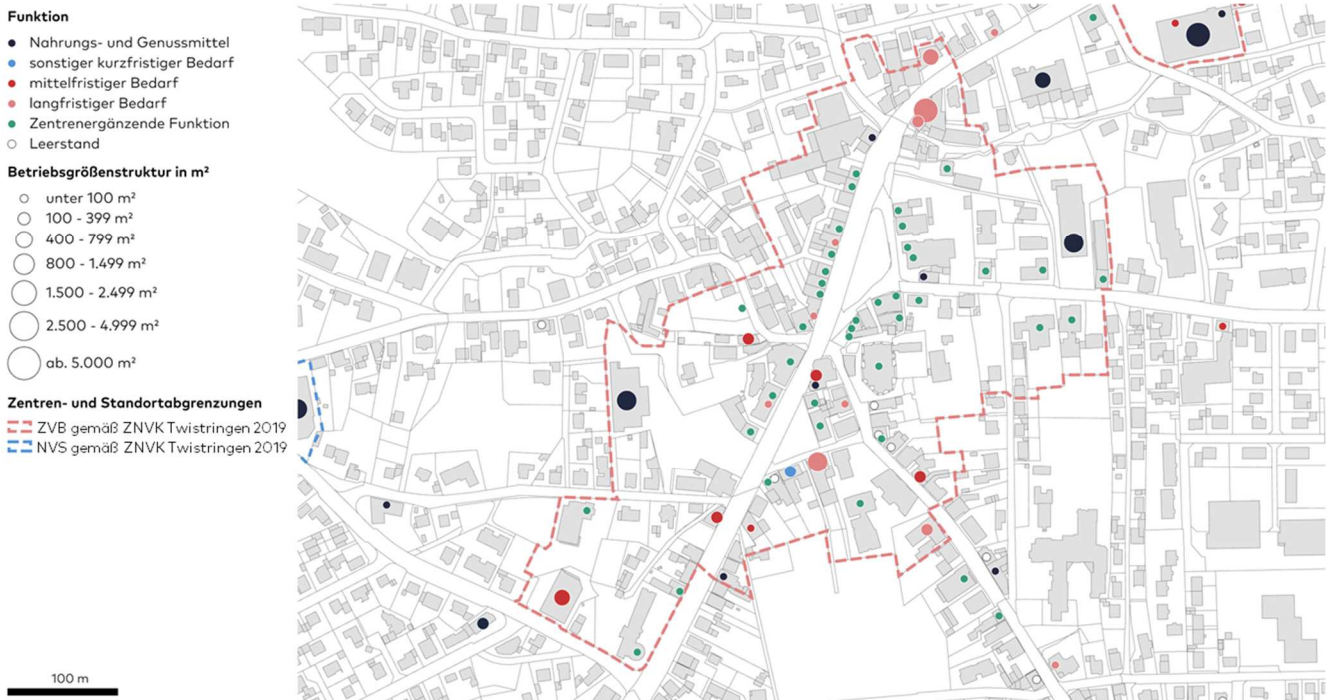 Funktion
Nahrungs- und Genussmittel
sonstiger kurzfristiger Bedarf
mittelfristiger Bedarf
langfristiger Bedarf
Zentrenergänzende Funktion
Leerstand
Betriebsgrößenstruktur in m²
unter 100 m²
100 - 399 m²
400 - 799 m²
800 - 1.499 m²
1.500 - 2.499 m²
2.500 - 4.999 m²
ab. 5.000 m²
Zentren- und Standortabgrenzungen
ZVB gemäß ZNVK Twistringen 2019
NVS gemäß ZNVK Twistringen 2019
100 m